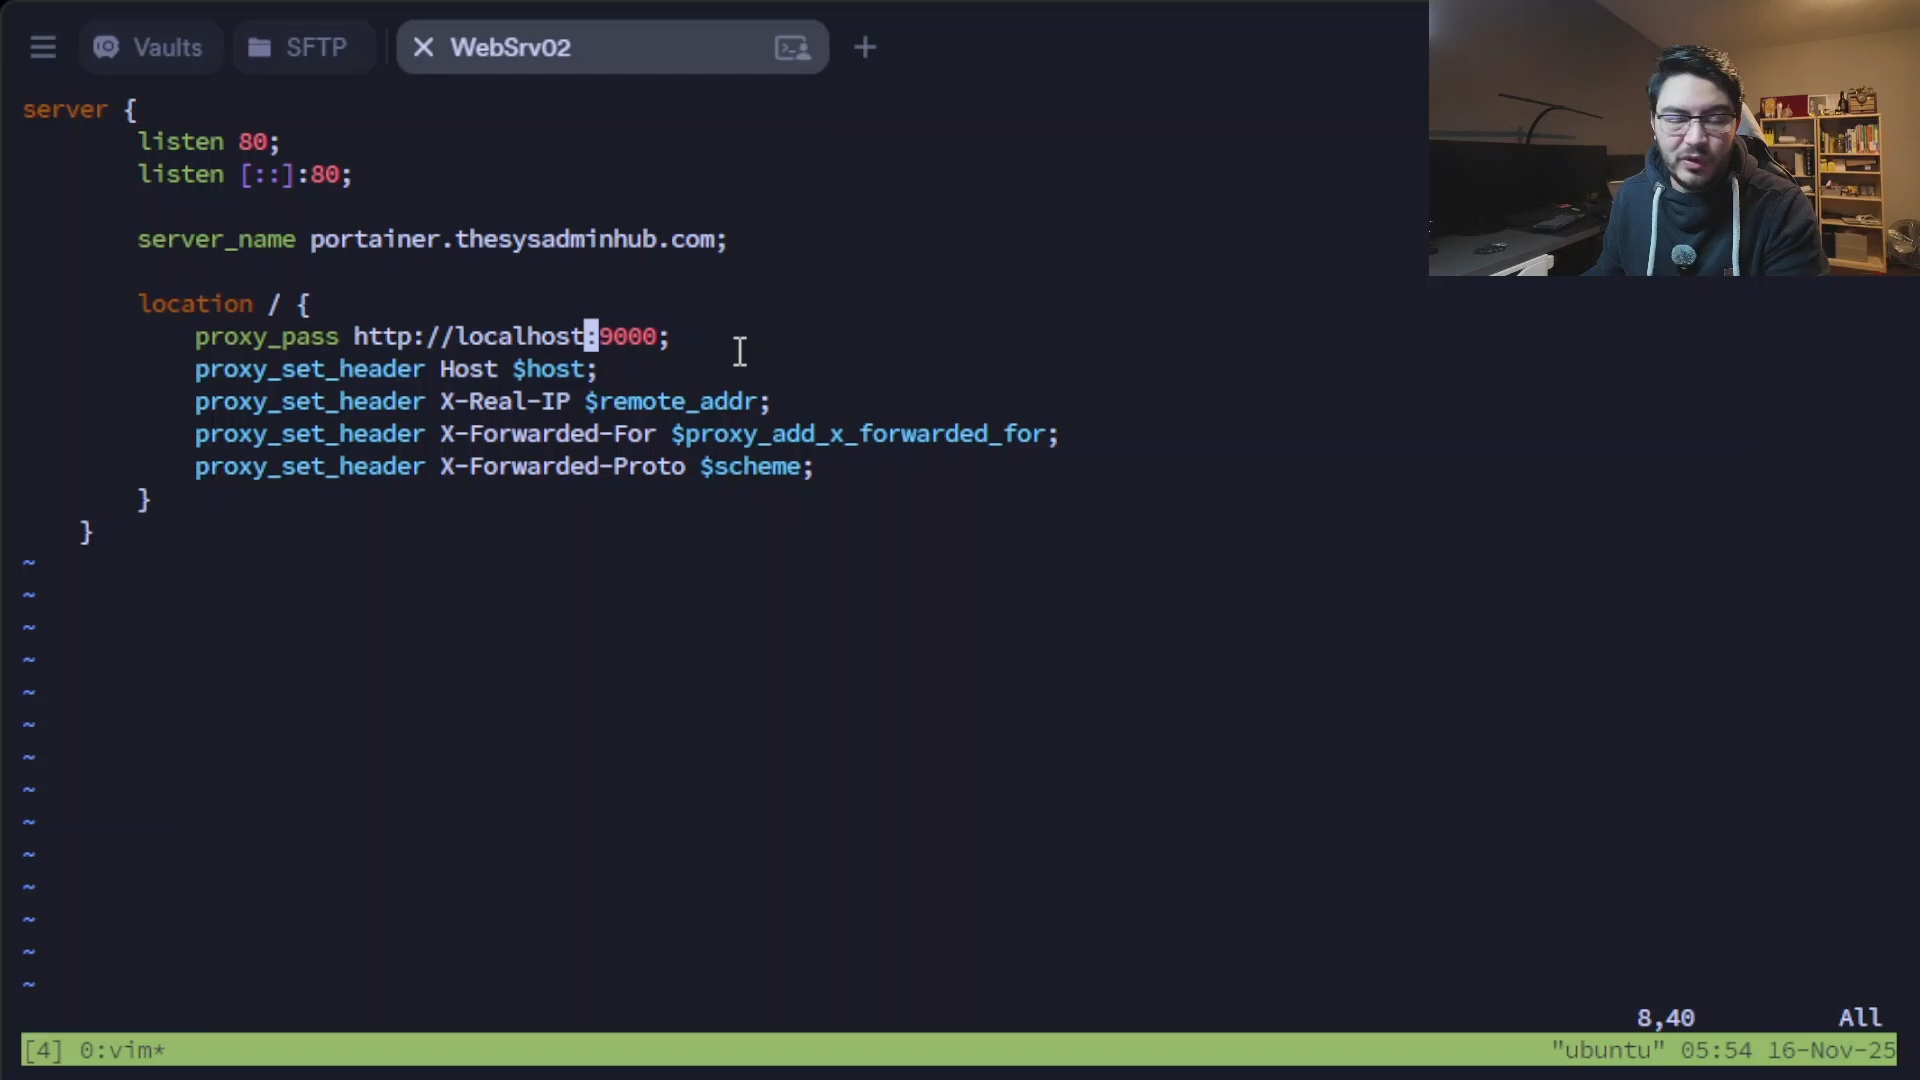 Vaults SFTP WebSrv02
server {
listen 80;
listen [::]:80;
server_name portainer.thesysadminhub.com;
location / {
proxy_pass http://localhost:9000;
proxy_set_header Host $host;
proxy_set_header X-Real-IP $remote_addr;
proxy_set_header X-Forwarded-For $proxy_add_x_forwarded_for;
proxy_set_header X-Forwarded-Proto $scheme;
}
}
~
~
~
~
~
~
~
~
~
~
~
~
~
~
8,40 All
[4] 0:vim* "ubuntu" 05:54 16-Nov-25